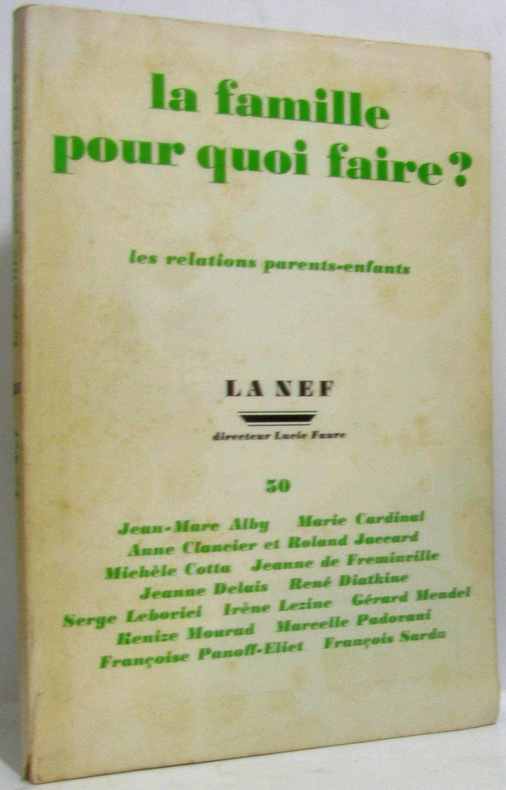 la famille
pour quoi faire?
les relations parents-enfants
LA NEF
directeur Lucie Faure
50
Jean-Marc Alby Marie Cardinal
Anne Clancier et Roland Jaccard
Michèle Cotta Jeanne de Freminville
Jeanne Delais René Diatkine
Serge Lebovici Irène Lezine Gérard Mendel
Kenize Mourad Marcelle Padovani
Françoise Panoff-Eliet François Sarda